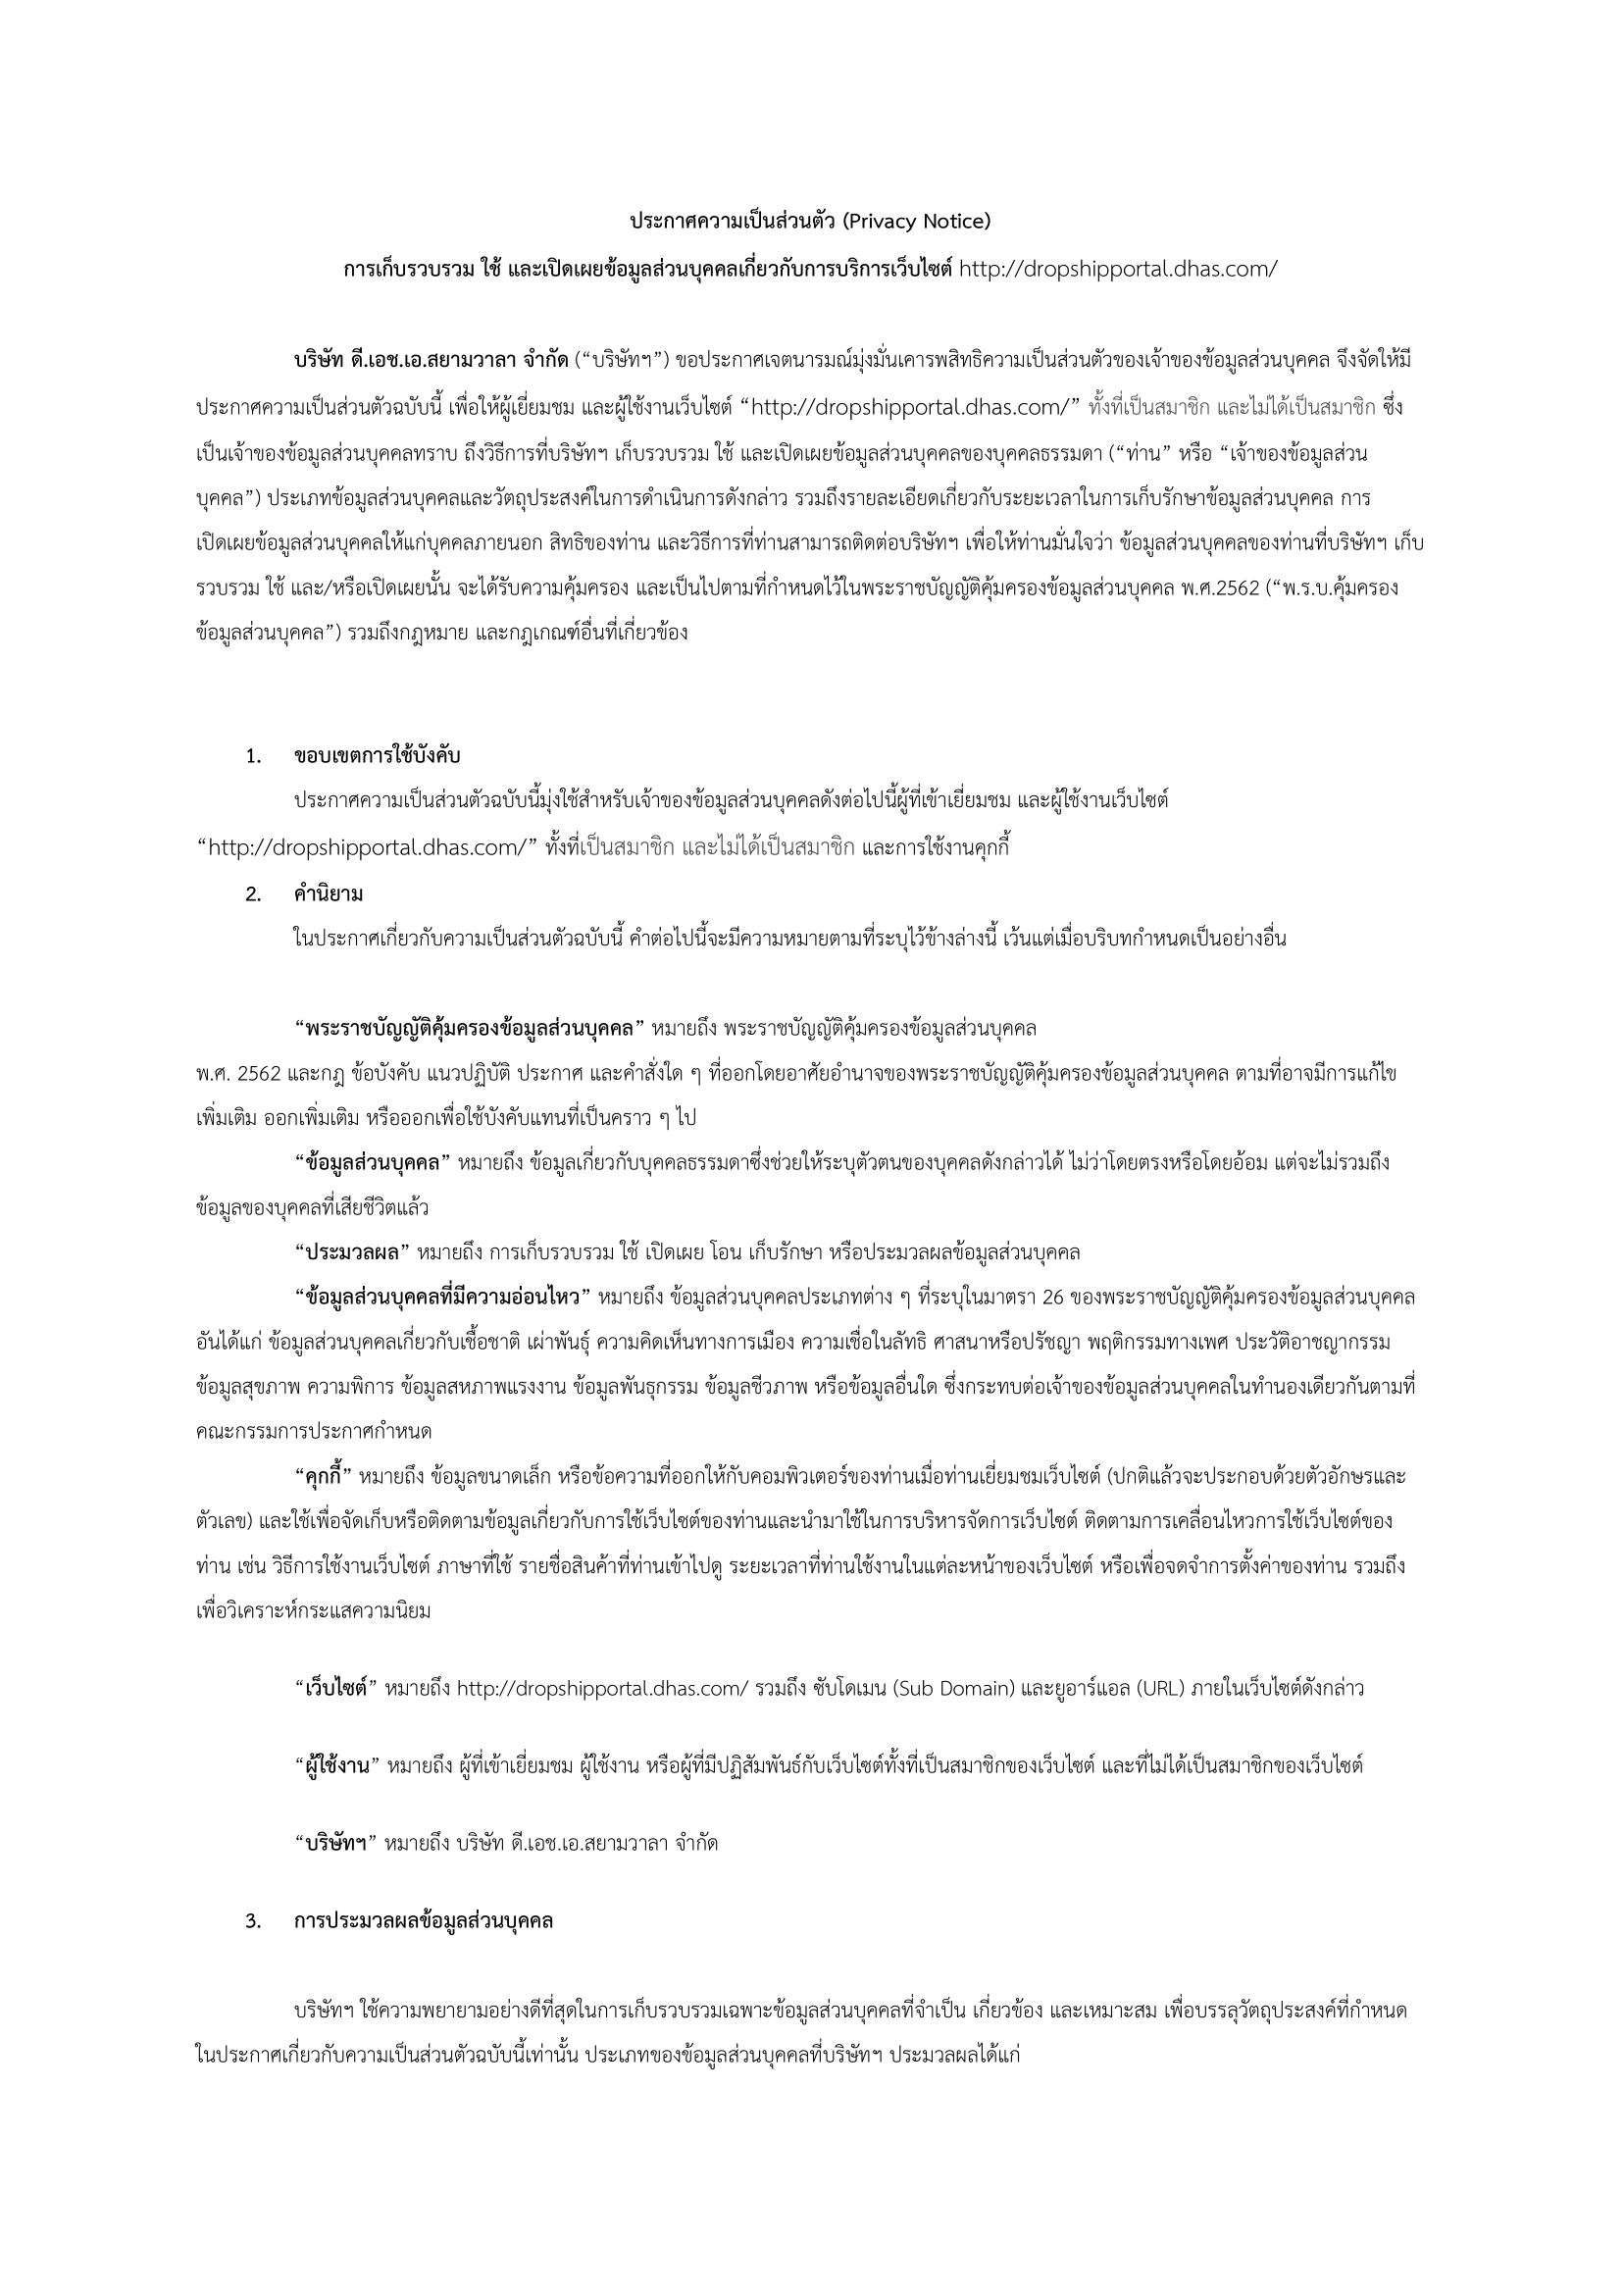 ประกาศความเป็นส่วนตัว (Privacy Notice)
การเก็บรวบรวม ใช้ และเปิดเผยข้อมูลส่วนบุคคลเกี่ยวกับการบริการเว็บไซต์ http://dropshipportal.dhas.com/
บริษัท ดี.เอช.เอ.สยามวาลา จำกัด (“บริษัทฯ”) ขอประกาศเจตนารมณ์มุ่งมั่นเคารพสิทธิความเป็นส่วนตัวของเจ้าของข้อมูลส่วนบุคคล จึงจัดให้มี
ประกาศความเป็นส่วนตัวฉบับนี้ เพื่อให้ผู้เยี่ยมชม และผู้ใช้งานเว็บไซต์ “http://dropshipportal.dhas.com/” ทั้งที่เป็นสมาชิก และไม่ได้เป็นสมาชิก ซึ่ง
เป็นเจ้าของข้อมูลส่วนบุคคลทราบ ถึงวิธีการที่บริษัทฯ เก็บรวบรวม ใช้ และเปิดเผยข้อมูลส่วนบุคคลของบุคคลธรรมดา (“ท่าน” หรือ “เจ้าของข้อมูลส่วน
บุคคล”) ประเภทข้อมูลส่วนบุคคลและวัตถุประสงค์ในการดำเนินการดังกล่าว รวมถึงรายละเอียดเกี่ยวกับระยะเวลาในการเก็บรักษาข้อมูลส่วนบุคคล การ
เปิดเผยข้อมูลส่วนบุคคลให้แก่บุคคลภายนอก สิทธิของท่าน และวิธีการที่ท่านสามารถติดต่อบริษัทฯ เพื่อให้ท่านมั่นใจว่า ข้อมูลส่วนบุคคลของท่านที่บริษัทฯ เก็บ
รวบรวม ใช้ และ/หรือเปิดเผยนั้น จะได้รับความคุ้มครอง และเป็นไปตามที่กำหนดไว้ในพระราชบัญญัติคุ้มครองข้อมูลส่วนบุคคล พ.ศ.2562 (“พ.ร.บ.คุ้มครอง
ข้อมูลส่วนบุคคล”) รวมถึงกฎหมาย และกฎเกณฑ์อื่นที่เกี่ยวข้อง
1. ขอบเขตการใช้บังคับ
ประกาศความเป็นส่วนตัวฉบับนี้มุ่งใช้สำหรับเจ้าของข้อมูลส่วนบุคคลดังต่อไปนี้ผู้ที่เข้าเยี่ยมชม และผู้ใช้งานเว็บไซต์
“http://dropshipportal.dhas.com/” ทั้งที่เป็นสมาชิก และไม่ได้เป็นสมาชิก และการใช้งานคุกกี้
2. คำนิยาม
ในประกาศเกี่ยวกับความเป็นส่วนตัวฉบับนี้ คำต่อไปนี้จะมีความหมายตามที่ระบุไว้ข้างล่างนี้ เว้นแต่เมื่อบริบทกำหนดเป็นอย่างอื่น
“พระราชบัญญัติคุ้มครองข้อมูลส่วนบุคคล” หมายถึง พระราชบัญญัติคุ้มครองข้อมูลส่วนบุคคล
พ.ศ. 2562 และกฎ ข้อบังคับ แนวปฏิบัติ ประกาศ และคำสั่งใด ๆ ที่ออกโดยอาศัยอำนาจของพระราชบัญญัติคุ้มครองข้อมูลส่วนบุคคล ตามที่อาจมีการแก้ไข
เพิ่มเติม ออกเพิ่มเติม หรือออกเพื่อใช้บังคับแทนที่เป็นคราว ๆ ไป
“ข้อมูลส่วนบุคคล” หมายถึง ข้อมูลเกี่ยวกับบุคคลธรรมดาซึ่งช่วยให้ระบุตัวตนของบุคคลดังกล่าวได้ ไม่ว่าโดยตรงหรือโดยอ้อม แต่จะไม่รวมถึง
ข้อมูลของบุคคลที่เสียชีวิตแล้ว
“ประมวลผล” หมายถึง การเก็บรวบรวม ใช้ เปิดเผย โอน เก็บรักษา หรือประมวลผลข้อมูลส่วนบุคคล
“ข้อมูลส่วนบุคคลที่มีความอ่อนไหว” หมายถึง ข้อมูลส่วนบุคคลประเภทต่าง ๆ ที่ระบุในมาตรา 26 ของพระราชบัญญัติคุ้มครองข้อมูลส่วนบุคคล
อันได้แก่ ข้อมูลส่วนบุคคลเกี่ยวกับเชื้อชาติ เผ่าพันธุ์ ความคิดเห็นทางการเมือง ความเชื่อในลัทธิ ศาสนาหรือปรัชญา พฤติกรรมทางเพศ ประวัติอาชญากรรม
ข้อมูลสุขภาพ ความพิการ ข้อมูลสหภาพแรงงาน ข้อมูลพันธุกรรม ข้อมูลชีวภาพ หรือข้อมูลอื่นใด ซึ่งกระทบต่อเจ้าของข้อมูลส่วนบุคคลในทำนองเดียวกันตามที่
คณะกรรมการประกาศกำหนด
“คุกกี้” หมายถึง ข้อมูลขนาดเล็ก หรือข้อความที่ออกให้กับคอมพิวเตอร์ของท่านเมื่อท่านเยี่ยมชมเว็บไซต์ (ปกติแล้วจะประกอบด้วยตัวอักษรและ
ตัวเลข) และใช้เพื่อจัดเก็บหรือติดตามข้อมูลเกี่ยวกับการใช้เว็บไซต์ของท่านและนำมาใช้ในการบริหารจัดการเว็บไซต์ ติดตามการเคลื่อนไหวการใช้เว็บไซต์ของ
ท่าน เช่น วิธีการใช้งานเว็บไซต์ ภาษาที่ใช้ รายชื่อสินค้าที่ท่านเข้าไปดู ระยะเวลาที่ท่านใช้งานในแต่ละหน้าของเว็บไซต์ หรือเพื่อจดจำการตั้งค่าของท่าน รวมถึง
เพื่อวิเคราะห์กระแสความนิยม
“เว็บไซต์” หมายถึง http://dropshipportal.dhas.com/ รวมถึง ซับโดเมน (Sub Domain) และยูอาร์แอล (URL) ภายในเว็บไซต์ดังกล่าว
“ผู้ใช้งาน” หมายถึง ผู้ที่เข้าเยี่ยมชม ผู้ใช้งาน หรือผู้ที่มีปฏิสัมพันธ์กับเว็บไซต์ทั้งที่เป็นสมาชิกของเว็บไซต์ และที่ไม่ได้เป็นสมาชิกของเว็บไซต์
“บริษัทฯ” หมายถึง บริษัท ดี.เอช.เอ.สยามวาลา จำกัด
3. การประมวลผลข้อมูลส่วนบุคคล
บริษัทฯ ใช้ความพยายามอย่างดีที่สุดในการเก็บรวบรวมเฉพาะข้อมูลส่วนบุคคลที่จำเป็น เกี่ยวข้อง และเหมาะสม เพื่อบรรลุวัตถุประสงค์ที่กำหนด
ในประกาศเกี่ยวกับความเป็นส่วนตัวฉบับนี้เท่านั้น ประเภทของข้อมูลส่วนบุคคลที่บริษัทฯ ประมวลผลได้แก่